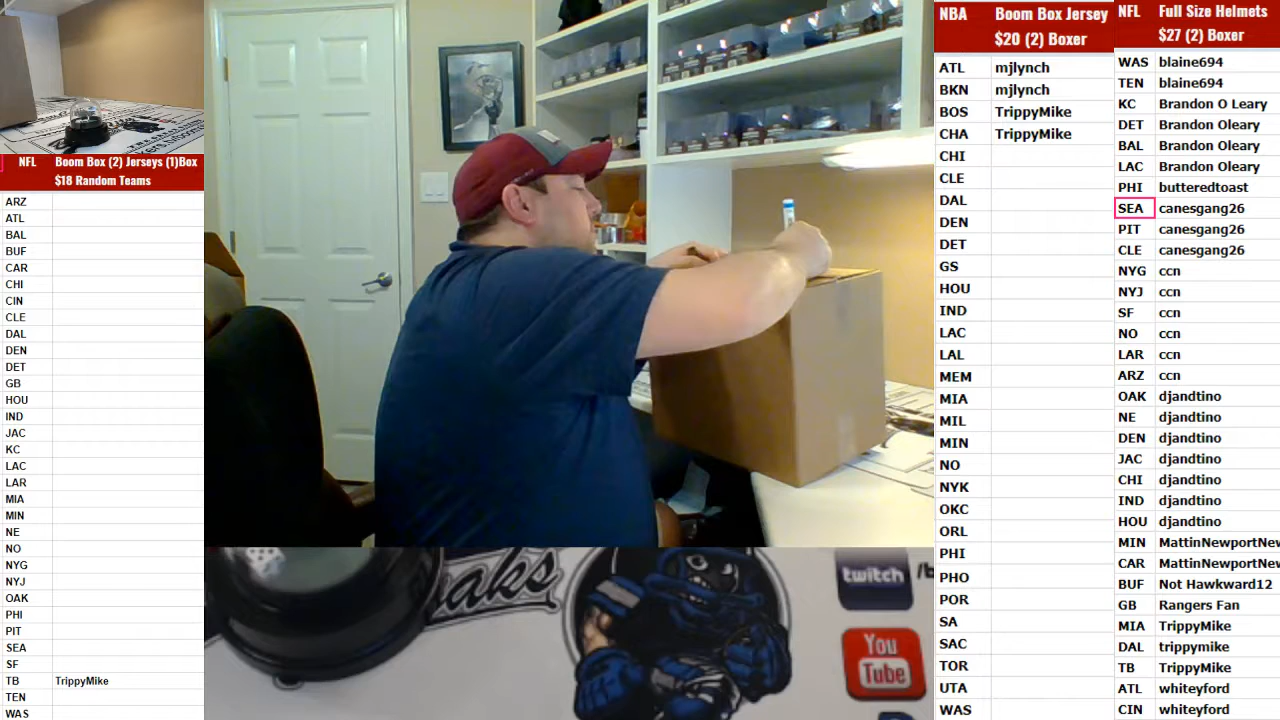 NFL Boom Box (2) Jerseys (1)Box
$18 Random Teams
ARZ
ATL
BAL
BUF
CAR
CHI
CIN
CLE
DAL
DEN
DET
GB
HOU
IND
JAC
KC
LAC
LAR
MIA
MIN
NE
NO
NYG
NYJ
OAK
PHI
PIT
SEA
SF
TB TrippyMike
TEN
WAS
eaks
twitch /b
You
Tube
NBA Boom Box Jersey
$20 (2) Boxer
ATL mjlynch
BKN mjlynch
BOS TrippyMike
CHA TrippyMike
CHI
CLE
DAL
DEN
DET
GS
HOU
IND
LAC
LAL
MEM
MIA
MIL
MIN
NO
NYK
OKC
ORL
PHI
PHO
POR
SA
SAC
TOR
UTA
WAS
NFL Full Size Helmets
$27 (2) Boxer
WAS blaine694
TEN blaine694
KC Brandon O Leary
DET Brandon Oleary
BAL Brandon Oleary
LAC Brandon Oleary
PHI butteredtoast
SEA canesgang26
PIT canesgang26
CLE canesgang26
NYG ccn
NYJ ccn
SF ccn
NO ccn
LAR ccn
ARZ ccn
OAK djandtino
NE djandtino
DEN djandtino
JAC djandtino
CHI djandtino
IND djandtino
HOU djandtino
MIN MattinNewportNew
CAR MattinNewportNew
BUF Not Hawkward12
GB Rangers Fan
MIA TrippyMike
DAL trippymike
TB TrippyMike
ATL whiteyford
CIN whiteyford